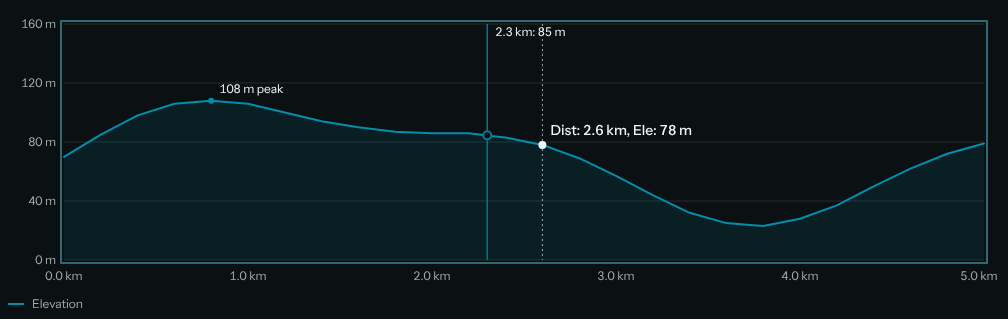 160 m
2.3 km: 85 m
120 m
108 m peak
Dist: 2.6 km, Ele: 78 m
80 m
40 m
0 m
0.0 km 1.0 km 2.0 km 3.0 km 4.0 km 5.0 km
Elevation